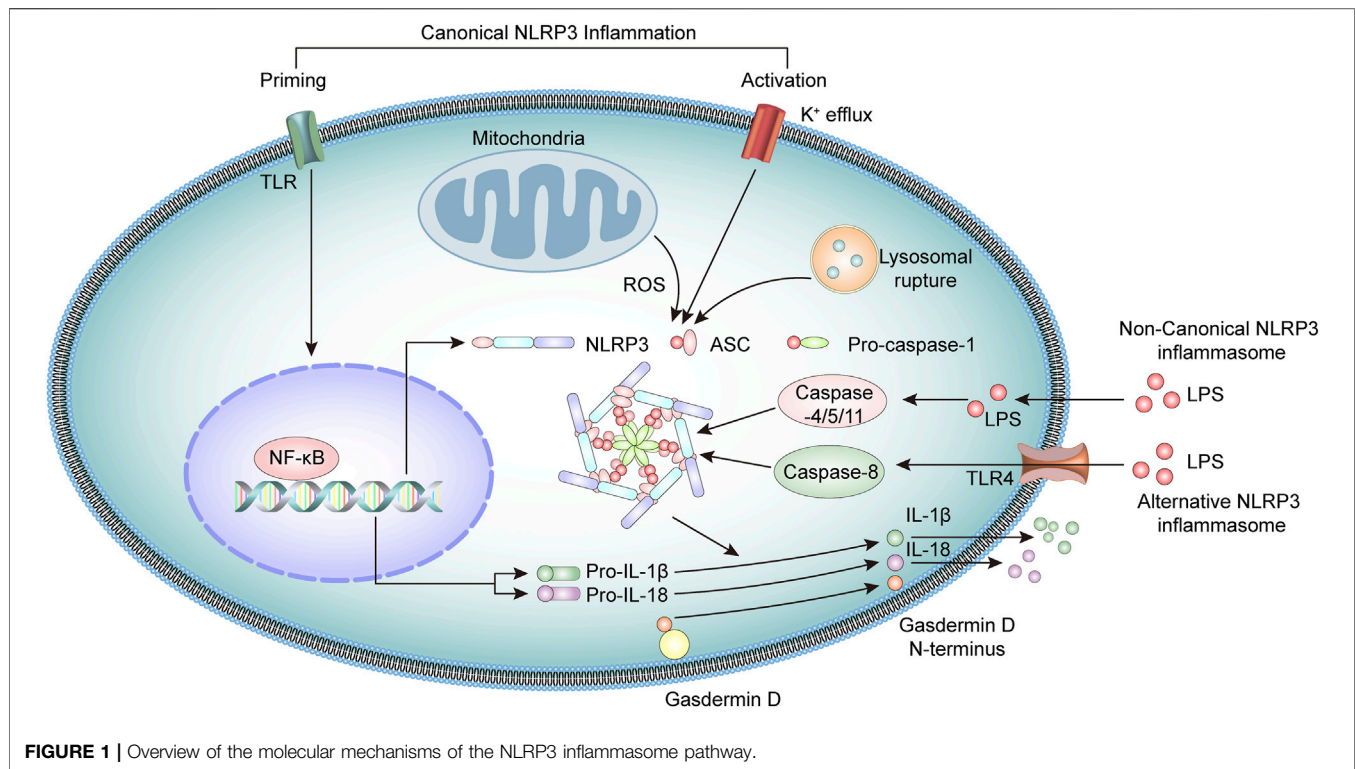 Canonical NLRP3 Inflammation
Priming
Activation
K⁺ efflux
Mitochondria
TLR
Lysosomal
rupture
ROS
NLRP3
ASC
Pro-caspase-1
Non-Canonical NLRP3
inflammasome
LPS
LPS
Caspase
-4/5/11
NF-κB
Caspase-8
TLR4
LPS
Alternative NLRP3
inflammasome
IL-1β
IL-18
Pro-IL-1β
Pro-IL-18
Gasdermin D
N-terminus
Gasdermin D
FIGURE 1 | Overview of the molecular mechanisms of the NLRP3 inflammasome pathway.